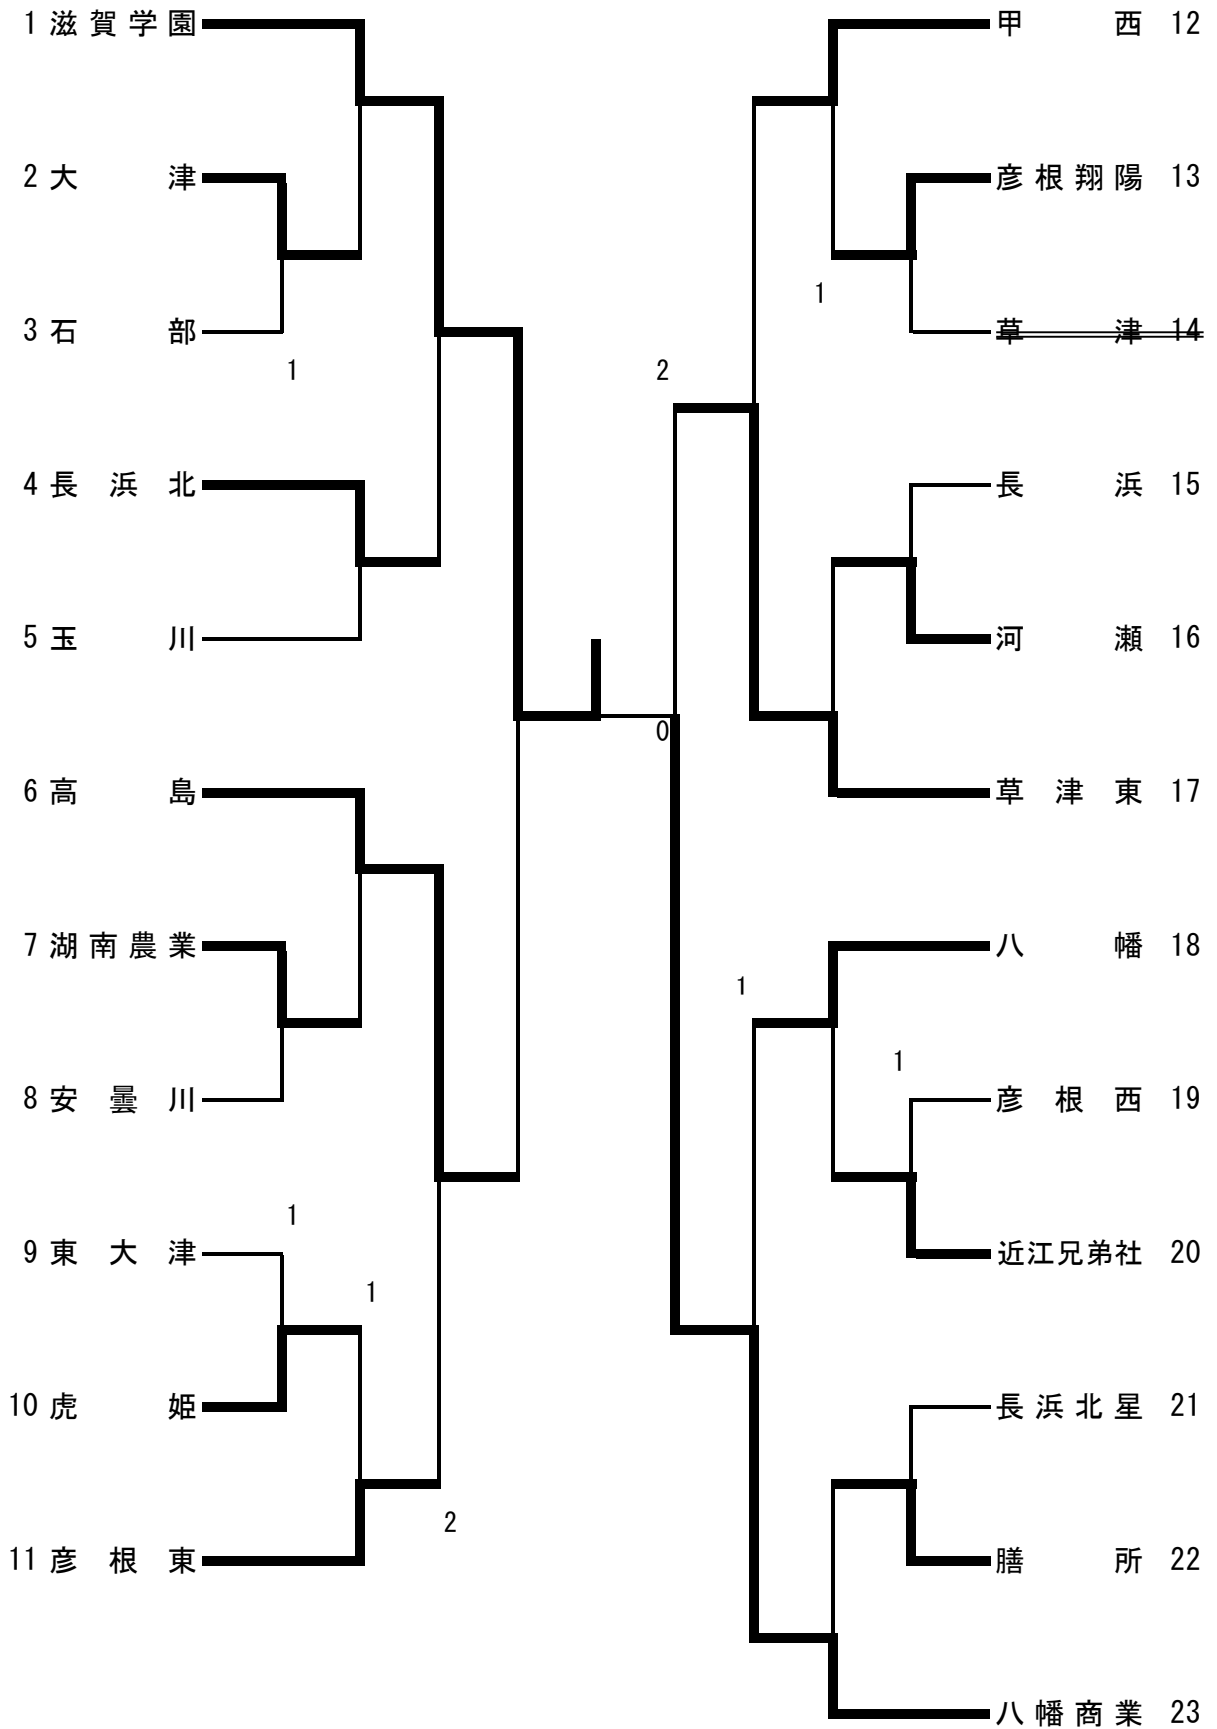 1 滋賀学園
2 大津
3 石部
1
4 長浜北
5 玉川
6 高島
7 湖南農業
8 安曇川
1
9 東大津
1
10 虎姫
2
11 彦根東
2
0
甲西 12
彦根翔陽 13
1
草津 14
長浜 15
河瀬 16
草津東 17
八幡 18
1
1
彦根西 19
近江兄弟社 20
長浜北星 21
膳所 22
八幡商業 23